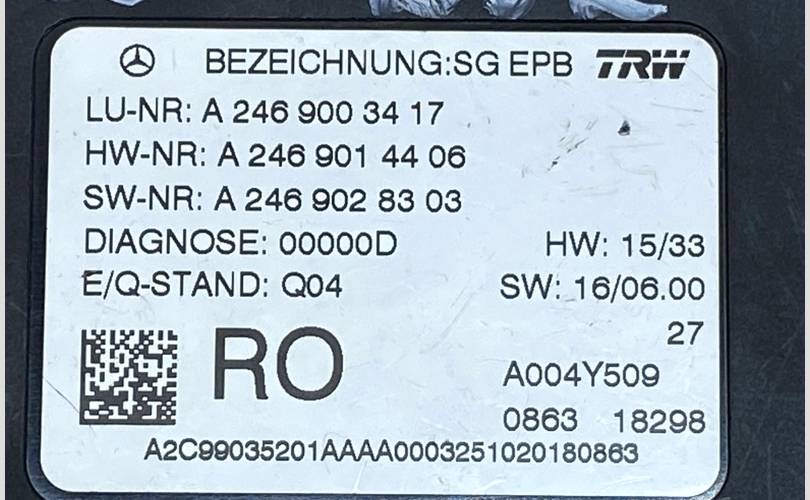 BEZEICHNUNG:SG EPB TRW
LU-NR: A 246 900 34 17
HW-NR: A 246 901 44 06
SW-NR: A 246 902 83 03
DIAGNOSE: 00000D HW: 15/33
E/Q-STAND: Q04 SW: 16/06.00
27
RO
A004Y509
0863 18298
A2C99035201AAAA0003251020180863